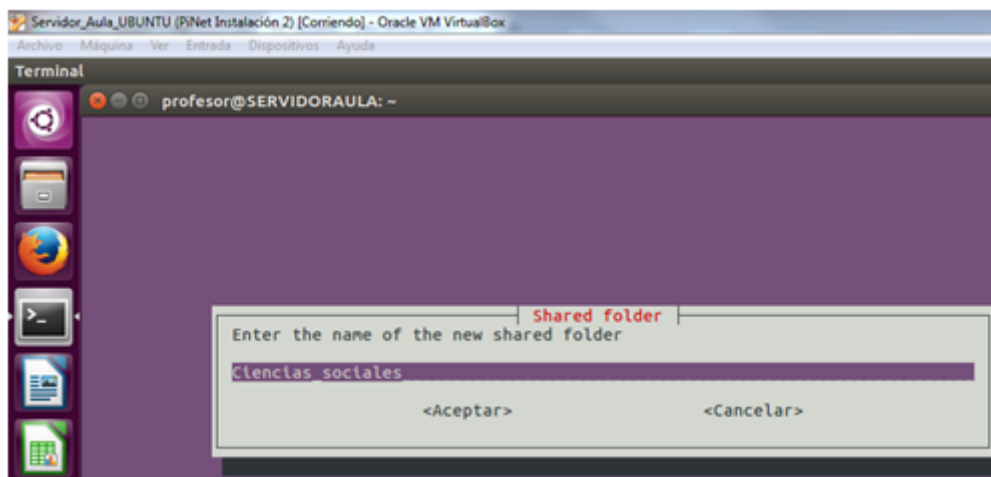 Servidor_Aula_UBUNTU (PiNet Instalación 2) [Corriendo] - Oracle VM VirtualBox
Archivo Máquina Ver Entrada Dispositivos Ayuda
Terminal
profesor@SERVIDORAULA: ~
Shared folder
Enter the name of the new shared folder
Ciencias_sociales
<Aceptar> <Cancelar>